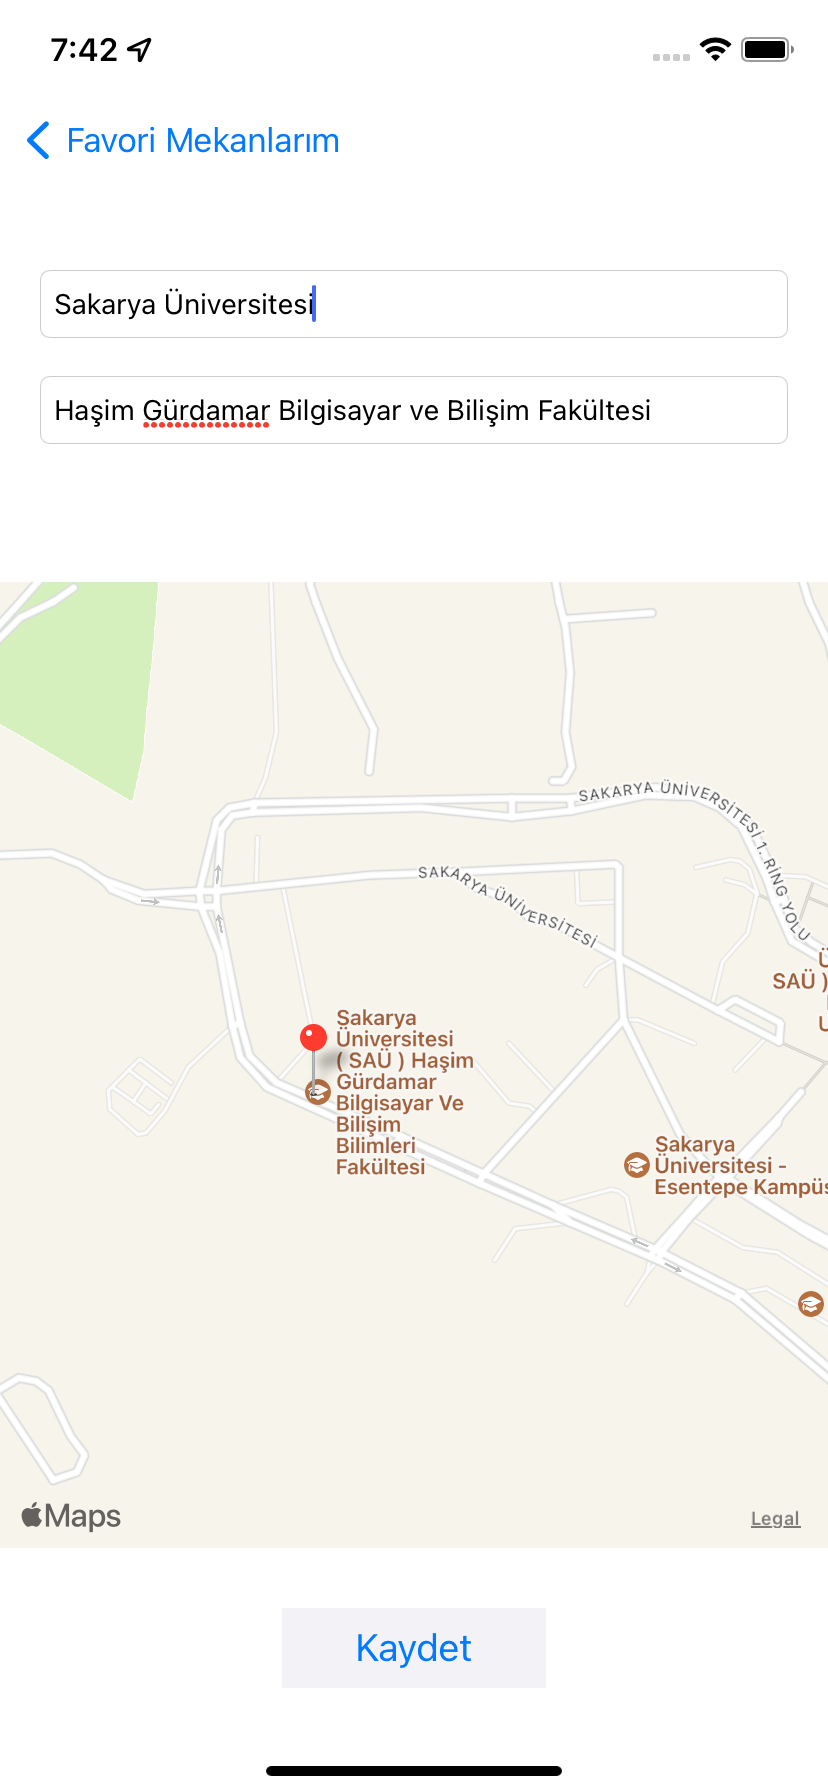 7:42
Favori Mekanlarım
Sakarya Üniversitesi
Haşim Gürdamar Bilgisayar ve Bilişim Fakültesi
SAKARYA ÜNİVERSİTESİ 1. RİNG YOLU
SAKARYA ÜNİVERSİTESİ
SAÜ )
Sakarya
Üniversitesi
( SAÜ ) Haşim
Gürdamar
Bilgisayar Ve
Bilişim
Bilimleri
Fakültesi
Sakarya
Üniversitesi -
Esentepe Kampüs
Maps
Legal
Kaydet